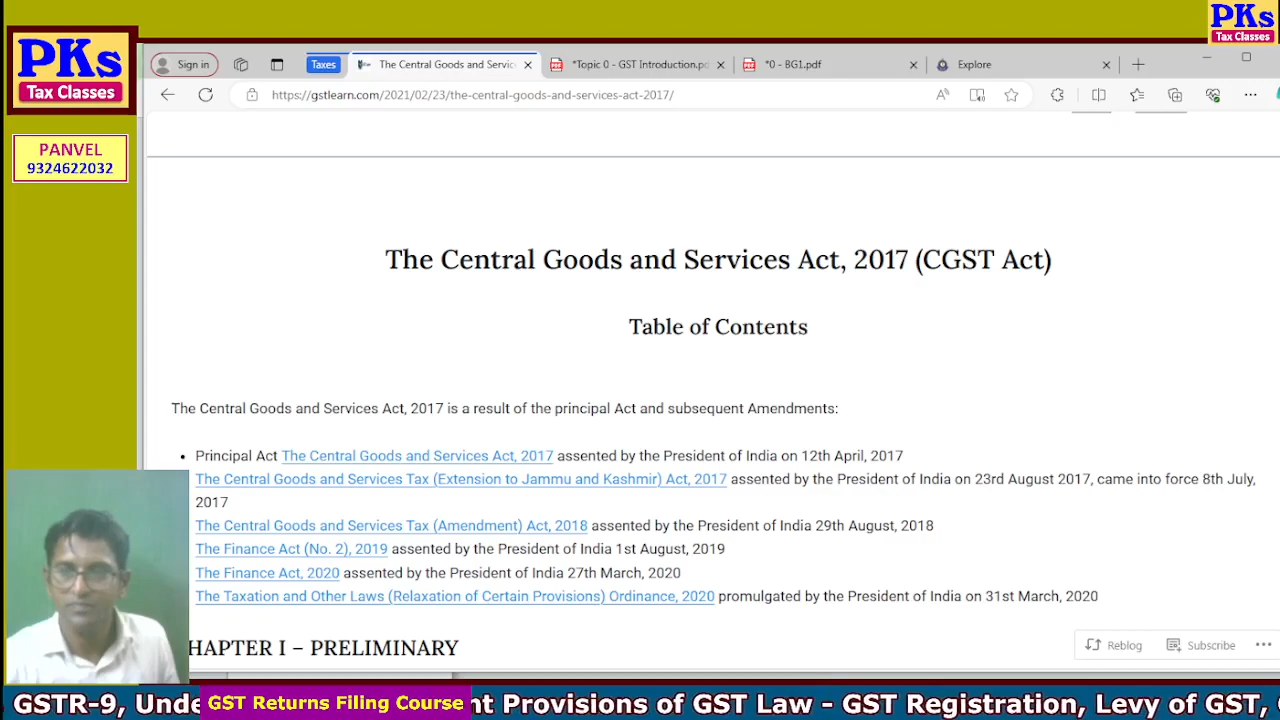 PKs
Tax Classes
PKs
Tax Classes
PANVEL
9324622032
Sign in
Taxes
The Central Goods and Servic
*Topic 0 - GST Introduction.p
*0 - BG1.pdf
Explore
https://gstlearn.com/2021/02/23/the-central-goods-and-services-act-2017/
The Central Goods and Services Act, 2017 (CGST Act)
Table of Contents
The Central Goods and Services Act, 2017 is a result of the principal Act and subsequent Amendments:
• Principal Act The Central Goods and Services Act, 2017 assented by the President of India on 12th April, 2017
The Central Goods and Services Tax (Extension to Jammu and Kashmir) Act, 2017 assented by the President of India on 23rd August 2017, came into force 8th July,
2017
The Central Goods and Services Tax (Amendment) Act, 2018 assented by the President of India 29th August, 2018
The Finance Act (No. 2), 2019 assented by the President of India 1st August, 2019
The Finance Act, 2020 assented by the President of India 27th March, 2020
The Taxation and Other Laws (Relaxation of Certain Provisions) Ordinance, 2020 promulgated by the President of India on 31st March, 2020
HAPTER I – PRELIMINARY
Reblog
Subscribe
GSTR-9, Unde
GST Returns Filing Course
nt Provisions of GST Law - GST Registration, Levy of GST,